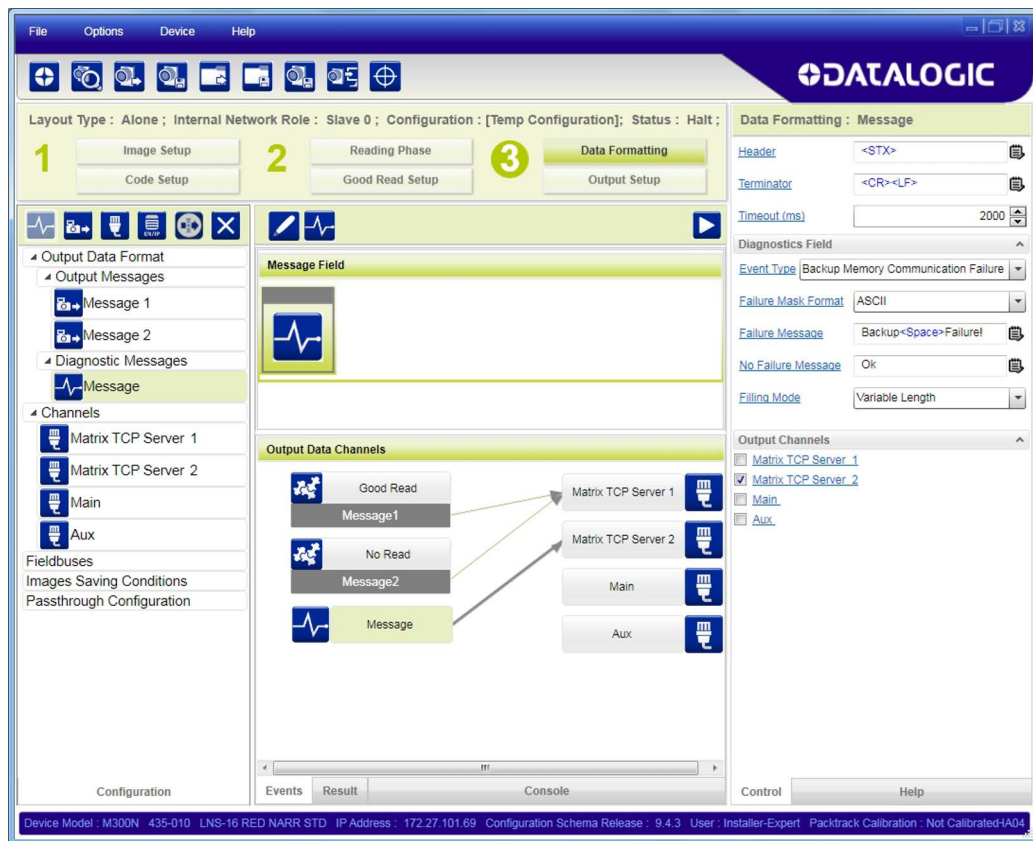 File Options Device Help
DATALOGIC
Layout Type : Alone ; Internal Network Role : Slave 0 ; Configuration : [Temp Configuration]; Status : Halt ;
1
Image Setup
Code Setup
2
Reading Phase
Good Read Setup
3
Data Formatting
Output Setup
EN/IP
Output Data Format
Output Messages
Message 1
Message 2
Diagnostic Messages
Message
Channels
Matrix TCP Server 1
Matrix TCP Server 2
Main
Aux
Fieldbuses
Images Saving Conditions
Passthrough Configuration
Configuration
Message Field
Output Data Channels
Good Read
Message1
No Read
Message2
Message
Matrix TCP Server 1
Matrix TCP Server 2
Main
Aux
Events Result Console
Data Formatting : Message
Header <STX>
Terminator <CR><LF>
Timeout (ms) 2000
Diagnostics Field
Event Type Backup Memory Communication Failure
Failure Mask Format ASCII
Failure Message Backup<Space>Failure!
No Failure Message Ok
Filling Mode Variable Length
Output Channels
Matrix TCP Server 1
Matrix TCP Server 2
Main
Aux
Control Help
Device Model : M300N 435-010 LNS-16 RED NARR STD IP Address : 172.27.101.69 Configuration Schema Release : 9.4.3 User : Installer-Expert Packtrack Calibration : Not Calibrated-IA04